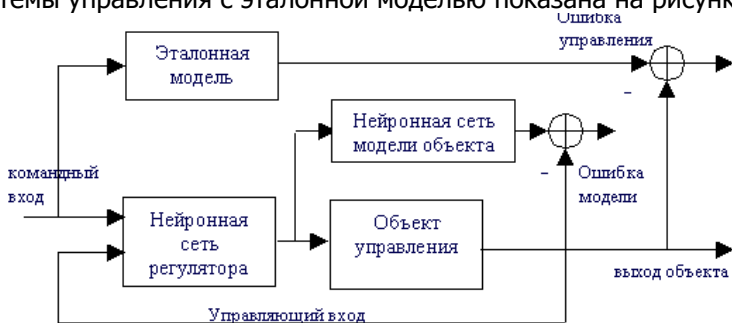 темы управления с эталонной моделью показана на рисунк
Ошибка
управления
Эталонная
модель
–
Нейронная сеть
модели объекта
–
Ошибка
модели
командный
вход
Нейронная
сеть
регулятора
Объект
управления
выход объекта
Управляющий вход